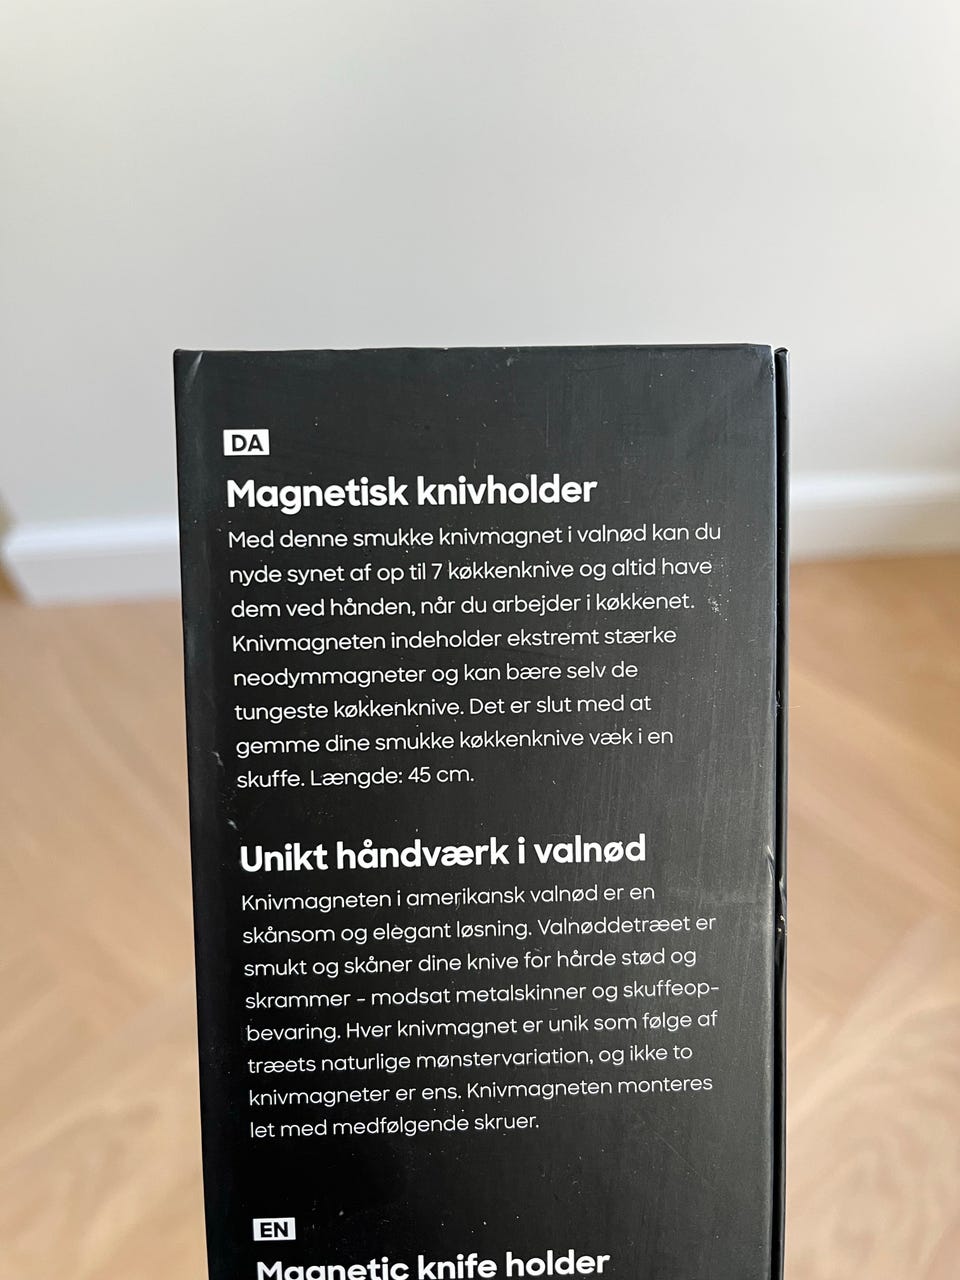 DA
Magnetisk knivholder
Med denne smukke knivmagnet i valnød kan du
nyde synet af op til 7 køkkenknive og altid have
dem ved hånden, når du arbejder i køkkenet.
Knivmagneten indeholder ekstremt stærke
neodymmagneter og kan bære selv de
tungeste køkkenknive. Det er slut med at
gemme dine smukke køkkenknive væk i en
skuffe. Længde: 45 cm.
Unikt håndværk i valnød
Knivmagneten i amerikansk valnød er en
skånsom og elegant løsning. Valnøddetræet er
smukt og skåner dine knive for hårde stød og
skrammer – modsat metalskinner og skuffeop-
bevaring. Hver knivmagnet er unik som følge af
træets naturlige mønstervariation, og ikke to
knivmagneter er ens. Knivmagneten monteres
let med medfølgende skruer.
EN
Magnetic knife holder